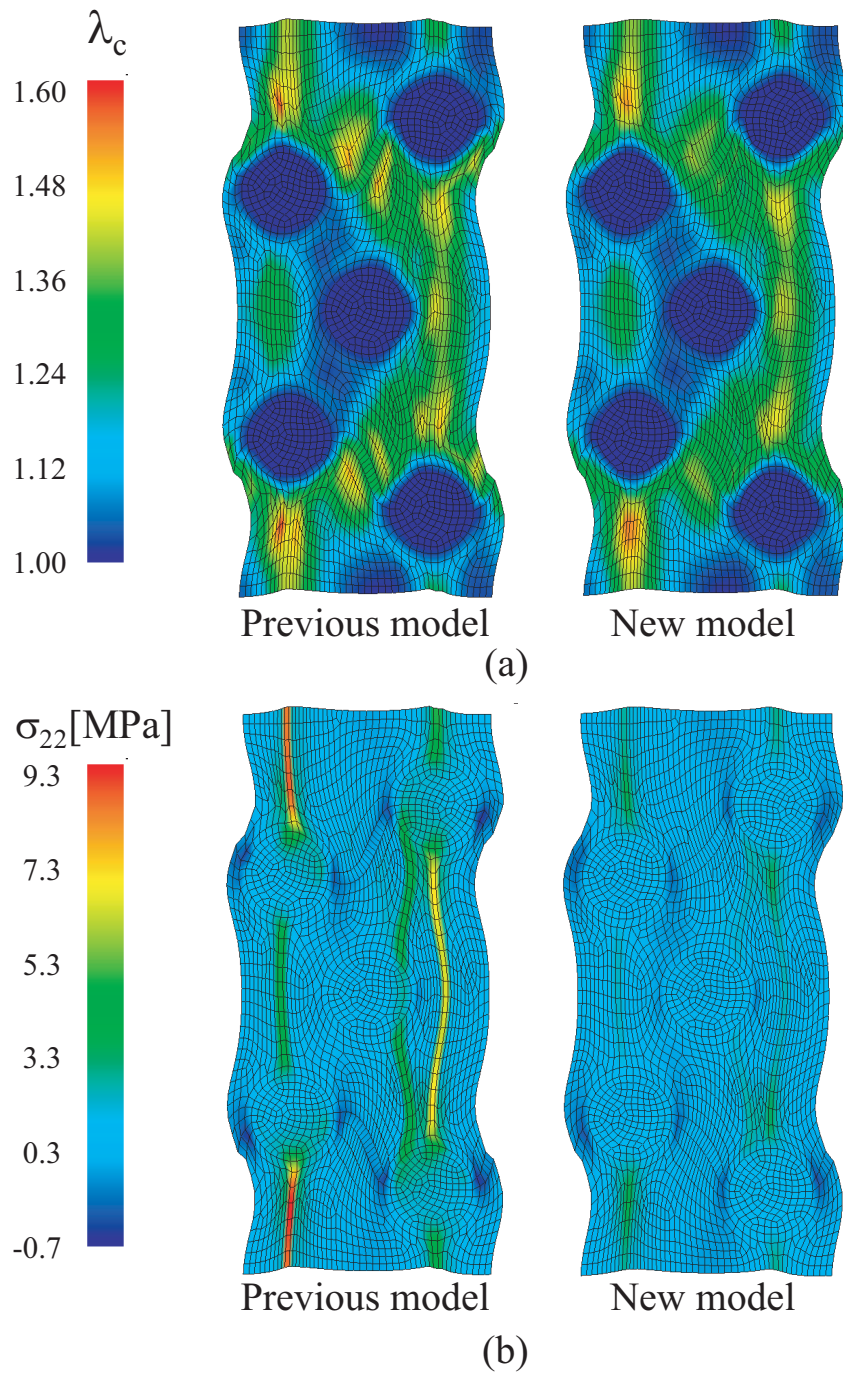 λc
1.60
1.48
1.36
1.24
1.12
1.00
Previous model New model
(a)
σ22[MPa]
9.3
7.3
5.3
3.3
0.3
-0.7
Previous model New model
(b)